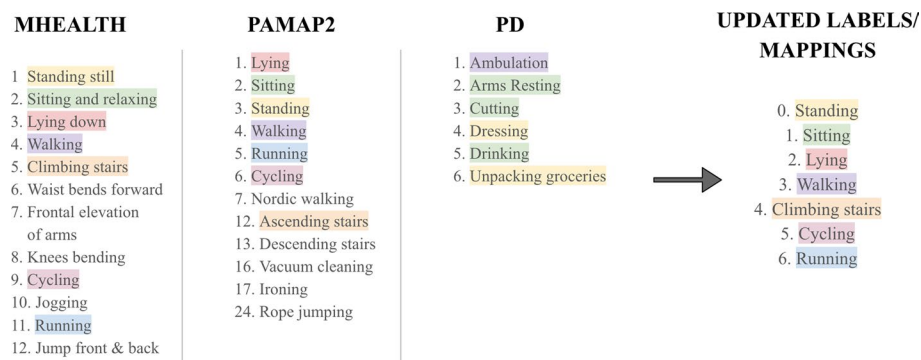 MHEALTH
1 Standing still
2. Sitting and relaxing
3. Lying down
4. Walking
5. Climbing stairs
6. Waist bends forward
7. Frontal elevation
of arms
8. Knees bending
9. Cycling
10. Jogging
11. Running
12. Jump front & back
PAMAP2
1. Lying
2. Sitting
3. Standing
4. Walking
5. Running
6. Cycling
7. Nordic walking
12. Ascending stairs
13. Descending stairs
16. Vacuum cleaning
17. Ironing
24. Rope jumping
PD
1. Ambulation
2. Arms Resting
3. Cutting
4. Dressing
5. Drinking
6. Unpacking groceries
UPDATED LABELS/
MAPPINGS
0. Standing
1. Sitting
2. Lying
3. Walking
4. Climbing stairs
5. Cycling
6. Running